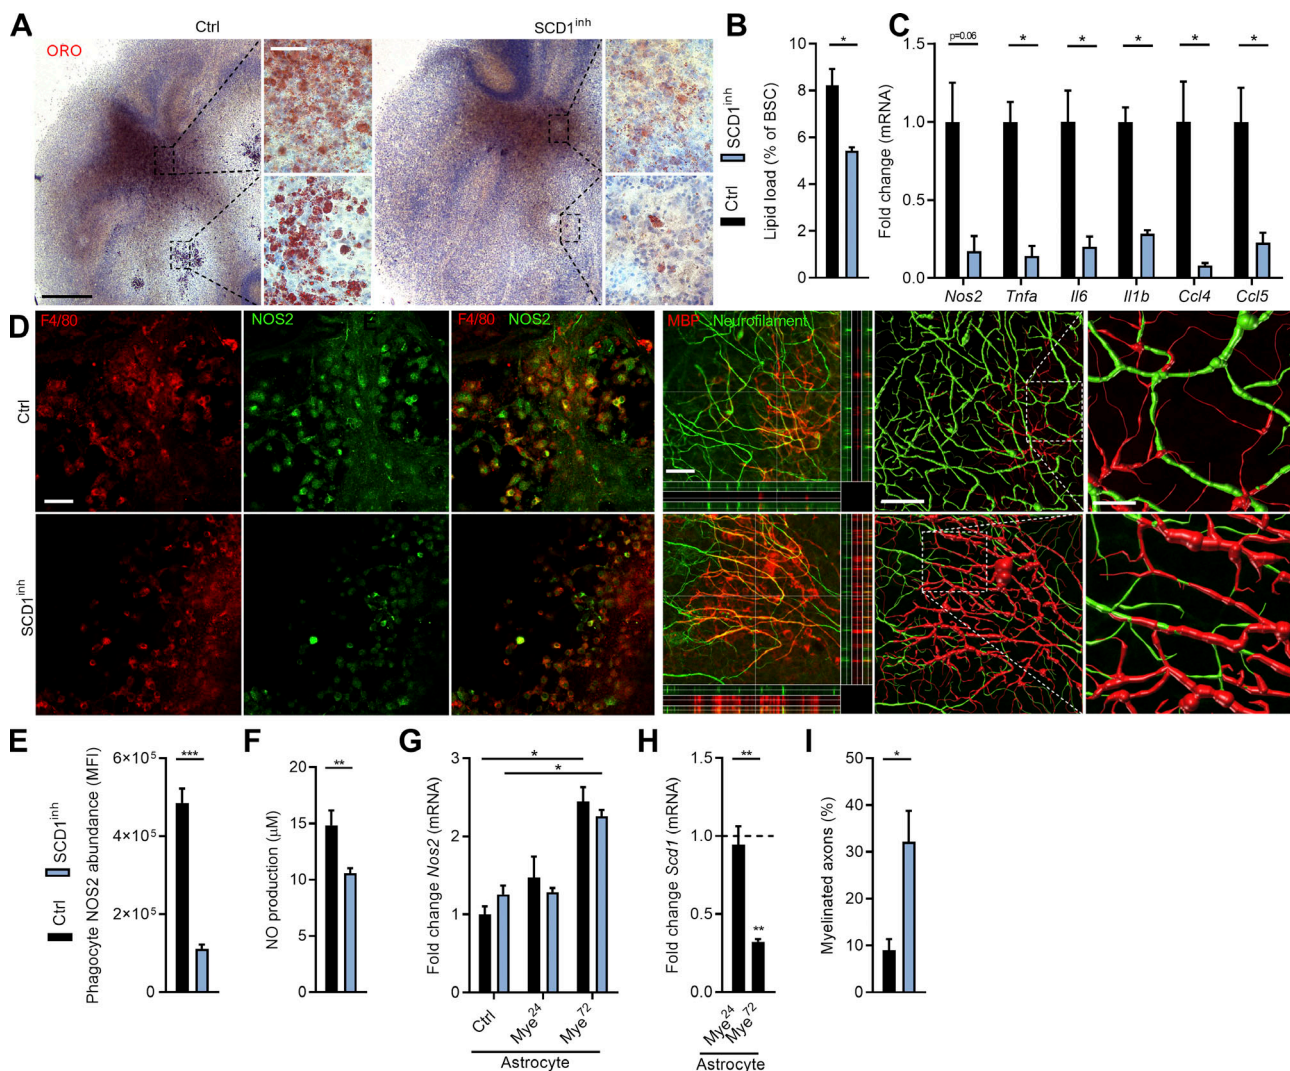 A
Ctrl
SCD1inh
ORO
B
SCD1inh
Ctrl
Lipid load (% of BSC)
10
8
6
4
2
0
*
C
Fold change (mRNA)
1.5
1.0
0.5
0.0
p=0.06
*
*
*
*
*
Nos2
Tnfa
Il6
Il1b
Ccl4
Ccl5
D
F4/80
NOS2
F4/80 NOS2
MBP Neurofilament
Ctrl
SCD1inh
E
SCD1inh
Ctrl
Phagocyte NOS2 abundance (MFI)
6×10⁵
4×10⁵
2×10⁵
0
***
F
NO production (µM)
20
15
10
5
0
**
G
Fold change Nos2 (mRNA)
3
2
1
0
*
*
Ctrl
Mye²⁴
Mye⁷²
Astrocyte
H
Fold change Scd1 (mRNA)
1.5
1.0
0.5
0.0
**
**
Mye²⁴
Mye⁷²
Astrocyte
I
Myelinated axons (%)
50
40
30
20
10
0
*